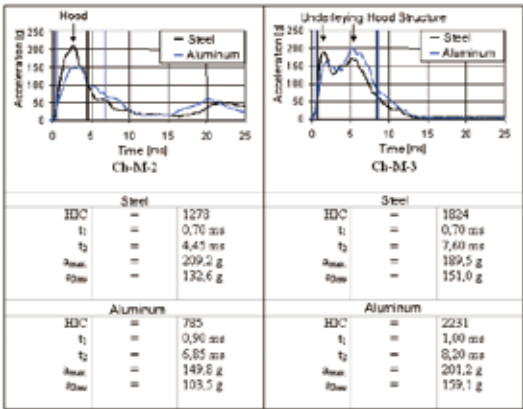 Hood
Acceleration [g]
250
200
150
100
50
0
Steel
Aluminum
0 5 10 15 20 25
Time [ms]
Ch-M-2
Steel
HIC = 1278
t₁ = 0,70 ms
t₂ = 4,45 ms
aₘₐₓ. = 209,2 g
a₃ₘₛ = 132,6 g
Aluminum
HIC = 785
t₁ = 0,90 ms
t₂ = 6,85 ms
aₘₐₓ. = 149,8 g
a₃ₘₛ = 103,5 g
Underleying Hood Structure
Acceleration [g]
250
200
150
100
50
0
Steel
Aluminum
0 5 10 15 20 25
Time [ms]
Ch-M-3
Steel
HIC = 1824
t₁ = 0,70 ms
t₂ = 7,60 ms
aₘₐₓ. = 189,5 g
a₃ₘₛ = 151,0 g
Aluminum
HIC = 2231
t₁ = 1,00 ms
t₂ = 8,20 ms
aₘₐₓ. = 201,2 g
a₃ₘₛ = 159,1 g